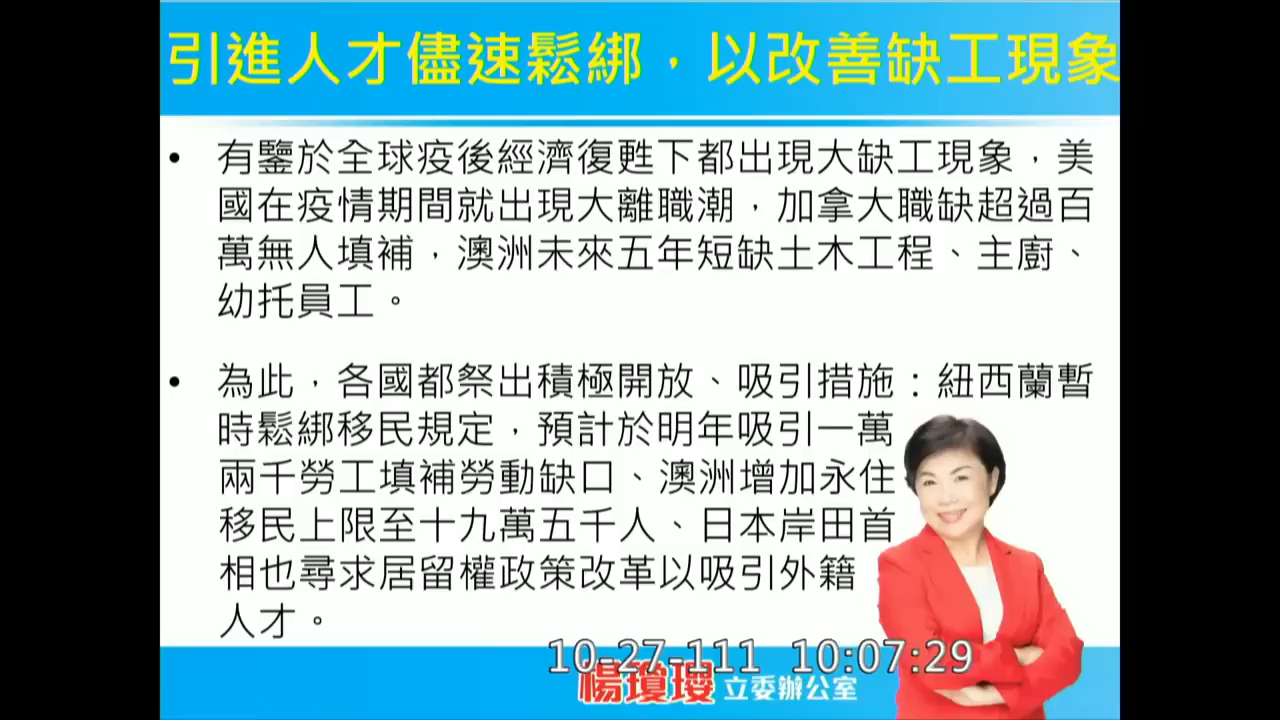 引進人才儘速鬆綁，以改善缺工現象
• 有鑒於全球疫後經濟復甦下都出現大缺工現象，美
國在疫情期間就出現大離職潮，加拿大職缺超過百
萬無人填補，澳洲未來五年短缺土木工程、主廚、
幼托員工。
• 為此，各國都祭出積極開放、吸引措施：紐西蘭暫
時鬆綁移民規定，預計於明年吸引一萬
兩千勞工填補勞動缺口、澳洲增加永住
移民上限至十九萬五千人、日本岸田首
相也尋求居留權政策改革以吸引外籍
人才。
10-27-111 10:07:29
楊瓊瓔 立委辦公室